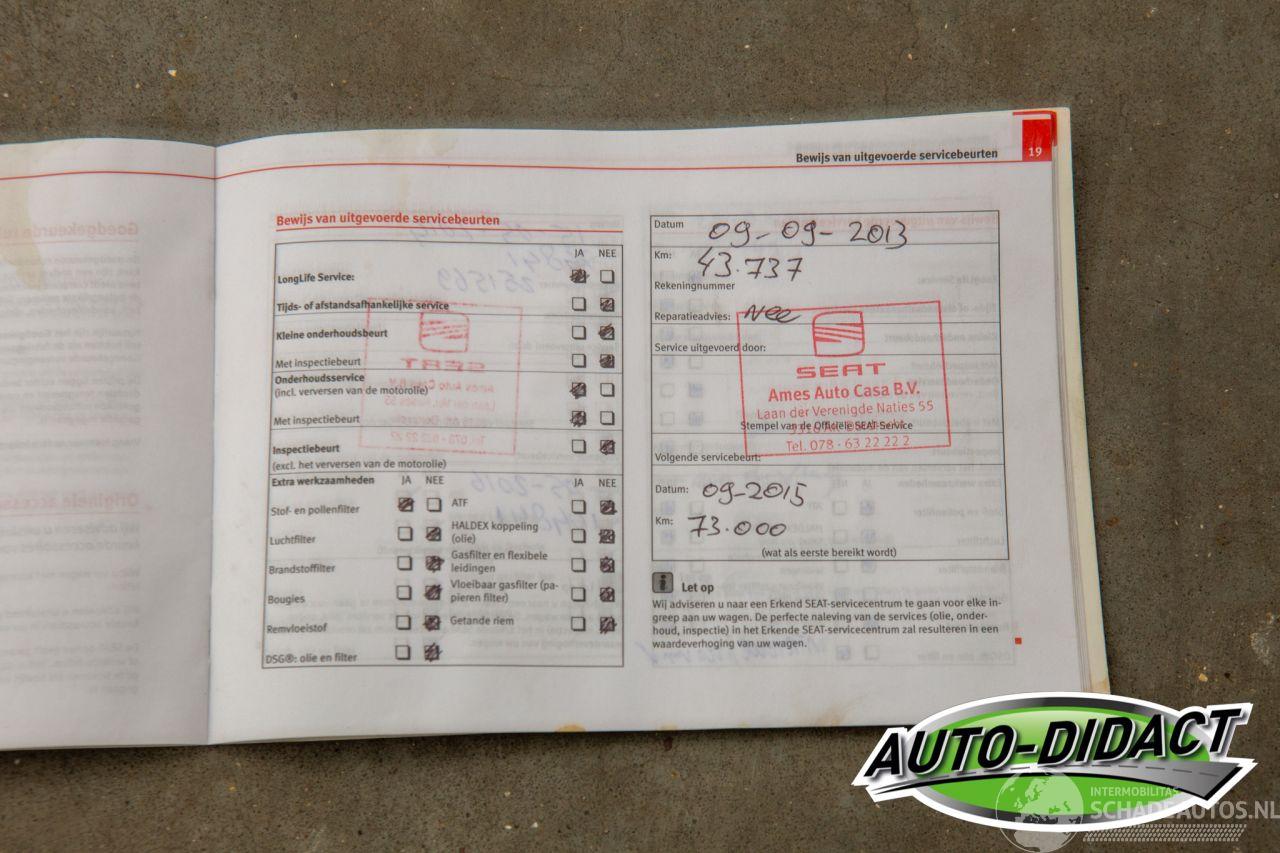 Bewijs van uitgevoerde servicebeurten
19
Bewijs van uitgevoerde servicebeurten
JA NEE
LongLife Service:
Tijds- of afstandsafhankelijke service
Kleine onderhoudsbeurt
Met inspectiebeurt
Onderhoudsservice
(incl. verversen van de motorolie)
Met inspectiebeurt
Inspectiebeurt
(excl. het verversen van de motorolie)
Extra werkzaamheden JA NEE JA NEE
Stof- en pollenfilter
ATF
Luchtfilter
HALDEX koppeling
(olie)
Brandstoffilter
Gasfilter en flexibele
leidingen
Bougies
Vloeibaar gasfilter (pa-
pieren filter)
Remvloeistof
Getande riem
DSG®: olie en filter
Datum 09-09-2013
Km: 43.737
Rekeningnummer
Reparatieadvies: Nee
Service uitgevoerd door:
SEAT
Ames Auto Casa B.V.
Laan der Verenigde Naties 55
Stempel van de Officiële SEAT-Service
Tel. 078 - 63 22 22 2
Volgende servicebeurt:
Datum: 09-2015
Km: 73.000
(wat als eerste bereikt wordt)
i Let op
Wij adviseren u naar een Erkend SEAT-servicecentrum te gaan voor elke in-
greep aan uw wagen. De perfecte naleving van de services (olie, onder-
houd, inspectie) in het Erkende SEAT-servicecentrum zal resulteren in een
waardeverhoging van uw wagen.
AUTO-DIDACT
INTERMOBILITAS
SCHADEAUTOS.NL